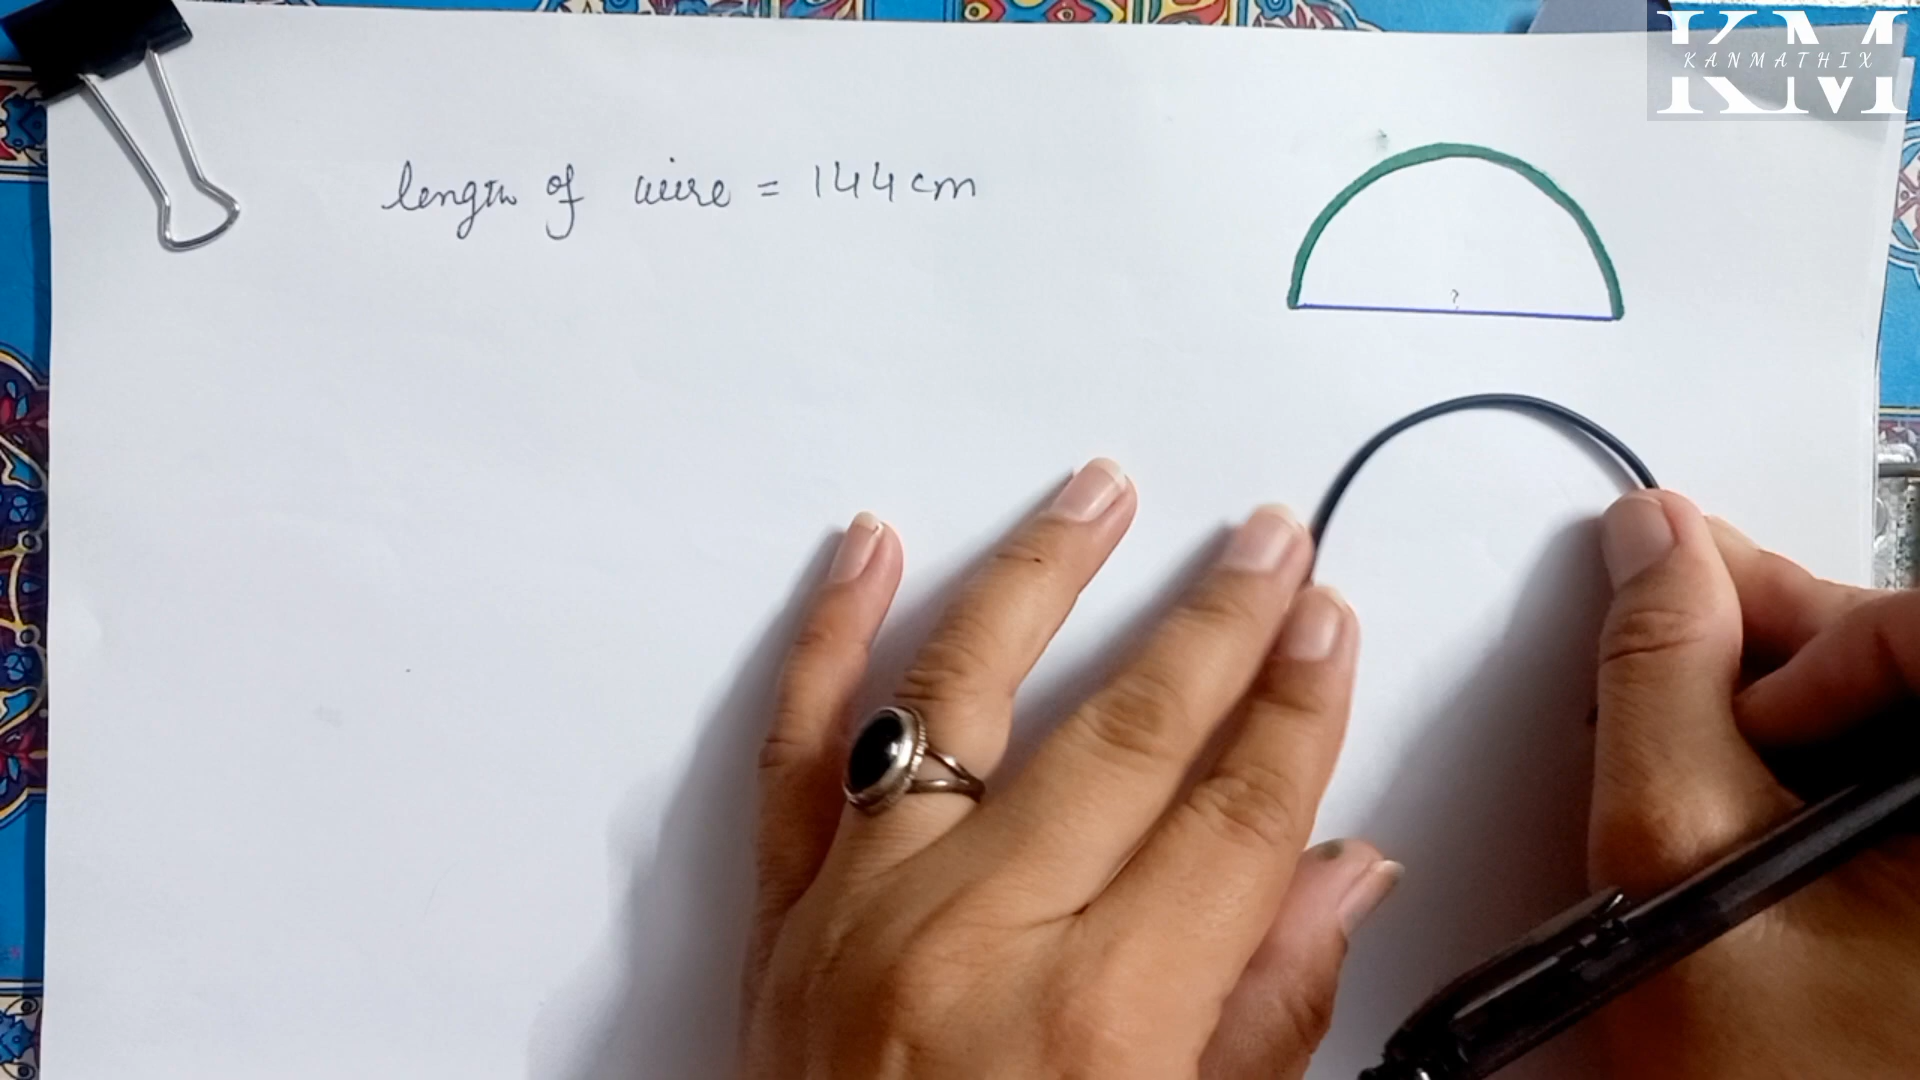 KM
KANMATHIX
length of wire = 144 cm
?